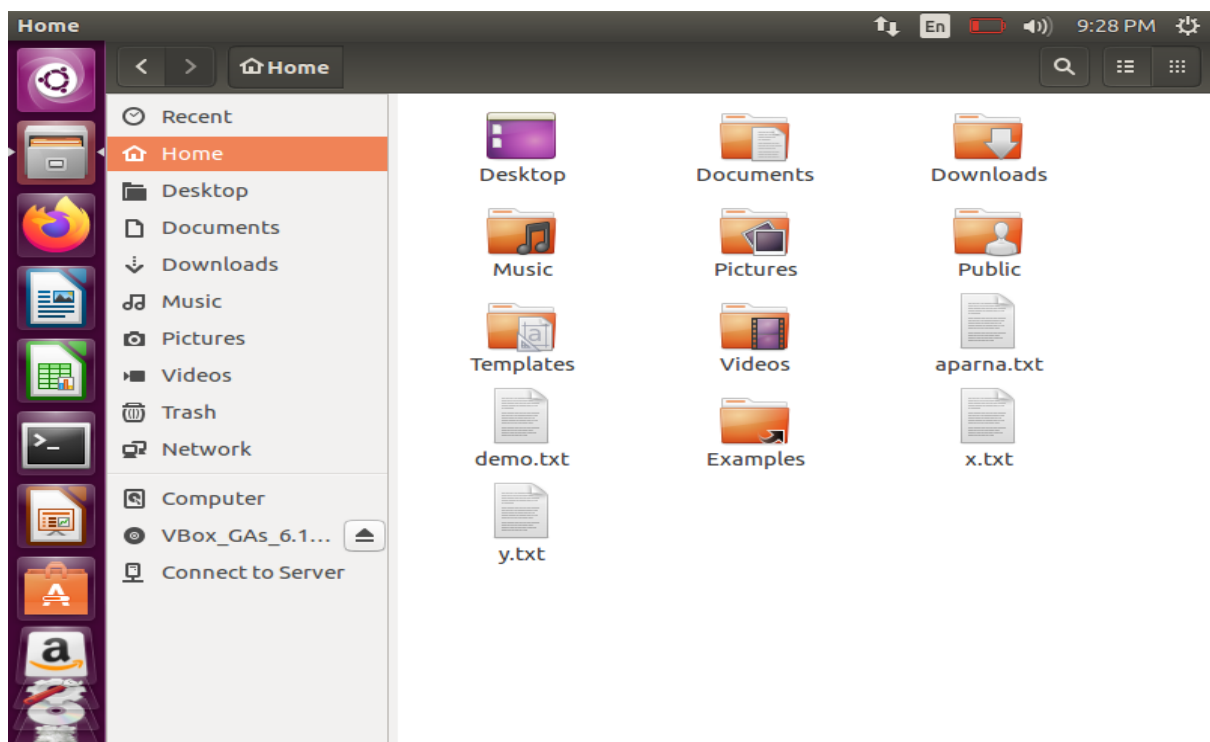 Home
En
9:28 PM
Home
Recent
Home
Desktop
Documents
Downloads
Music
Pictures
Videos
Trash
Network
Computer
VBox_GAs_6.1...
Connect to Server
Desktop Documents Downloads
Music Pictures Public
Templates Videos aparna.txt
demo.txt Examples x.txt
y.txt